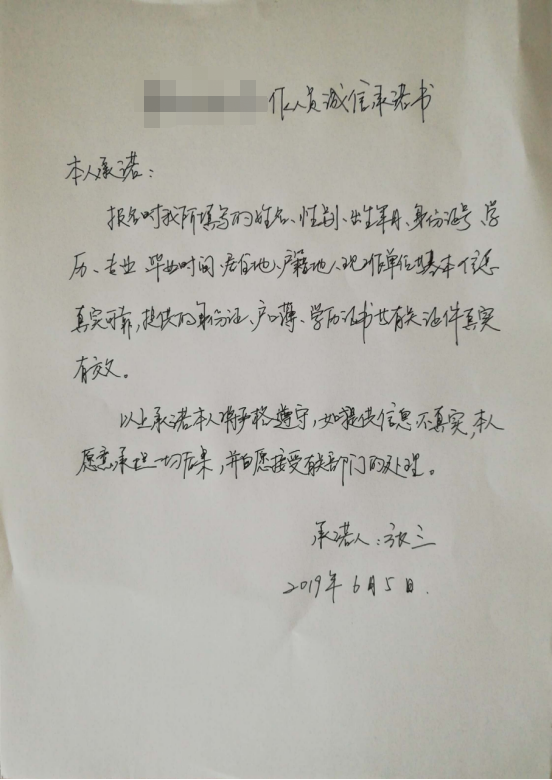 作人员诚信承诺书
本人承诺:
报名时我所填写的姓名、性别、出生年月、身份证号、学
历、专业、毕业时间、居住地、户籍地、现工作单位等基本信息
真实可靠,提供的身份证、户口薄、学历证书等有关证件真实
有效。
以上承诺本人将严格遵守,如提供信息不真实,本人
愿意承担一切后果,并自愿接受有关部门的处理。
承诺人:张三
2019年6月5日.